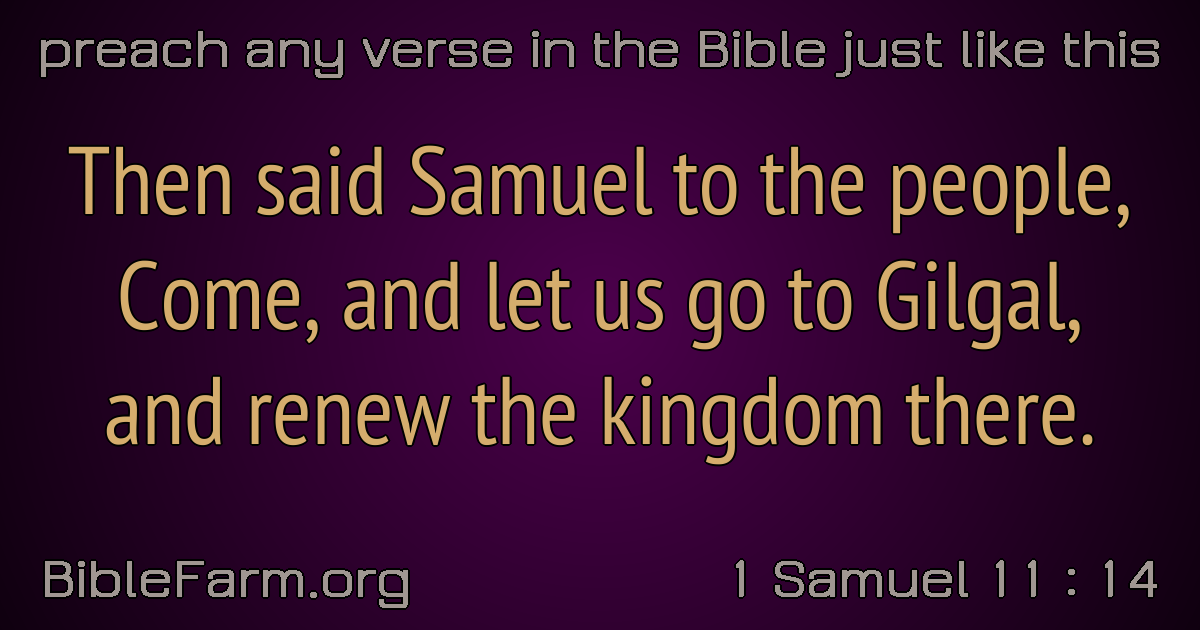 preach any verse in the Bible just like this
Then said Samuel to the people,
Come, and let us go to Gilgal,
and renew the kingdom there.
BibleFarm.org
1 Samuel 11 : 14